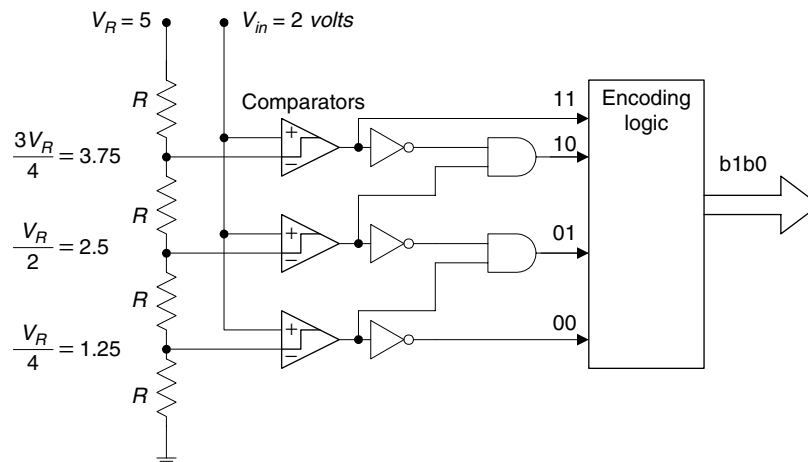 V_R = 5
V_in = 2 volts
R
Comparators
11
Encoding logic
3V_R/4 = 3.75
10
b1b0
R
V_R/2 = 2.5
01
R
00
V_R/4 = 1.25
R